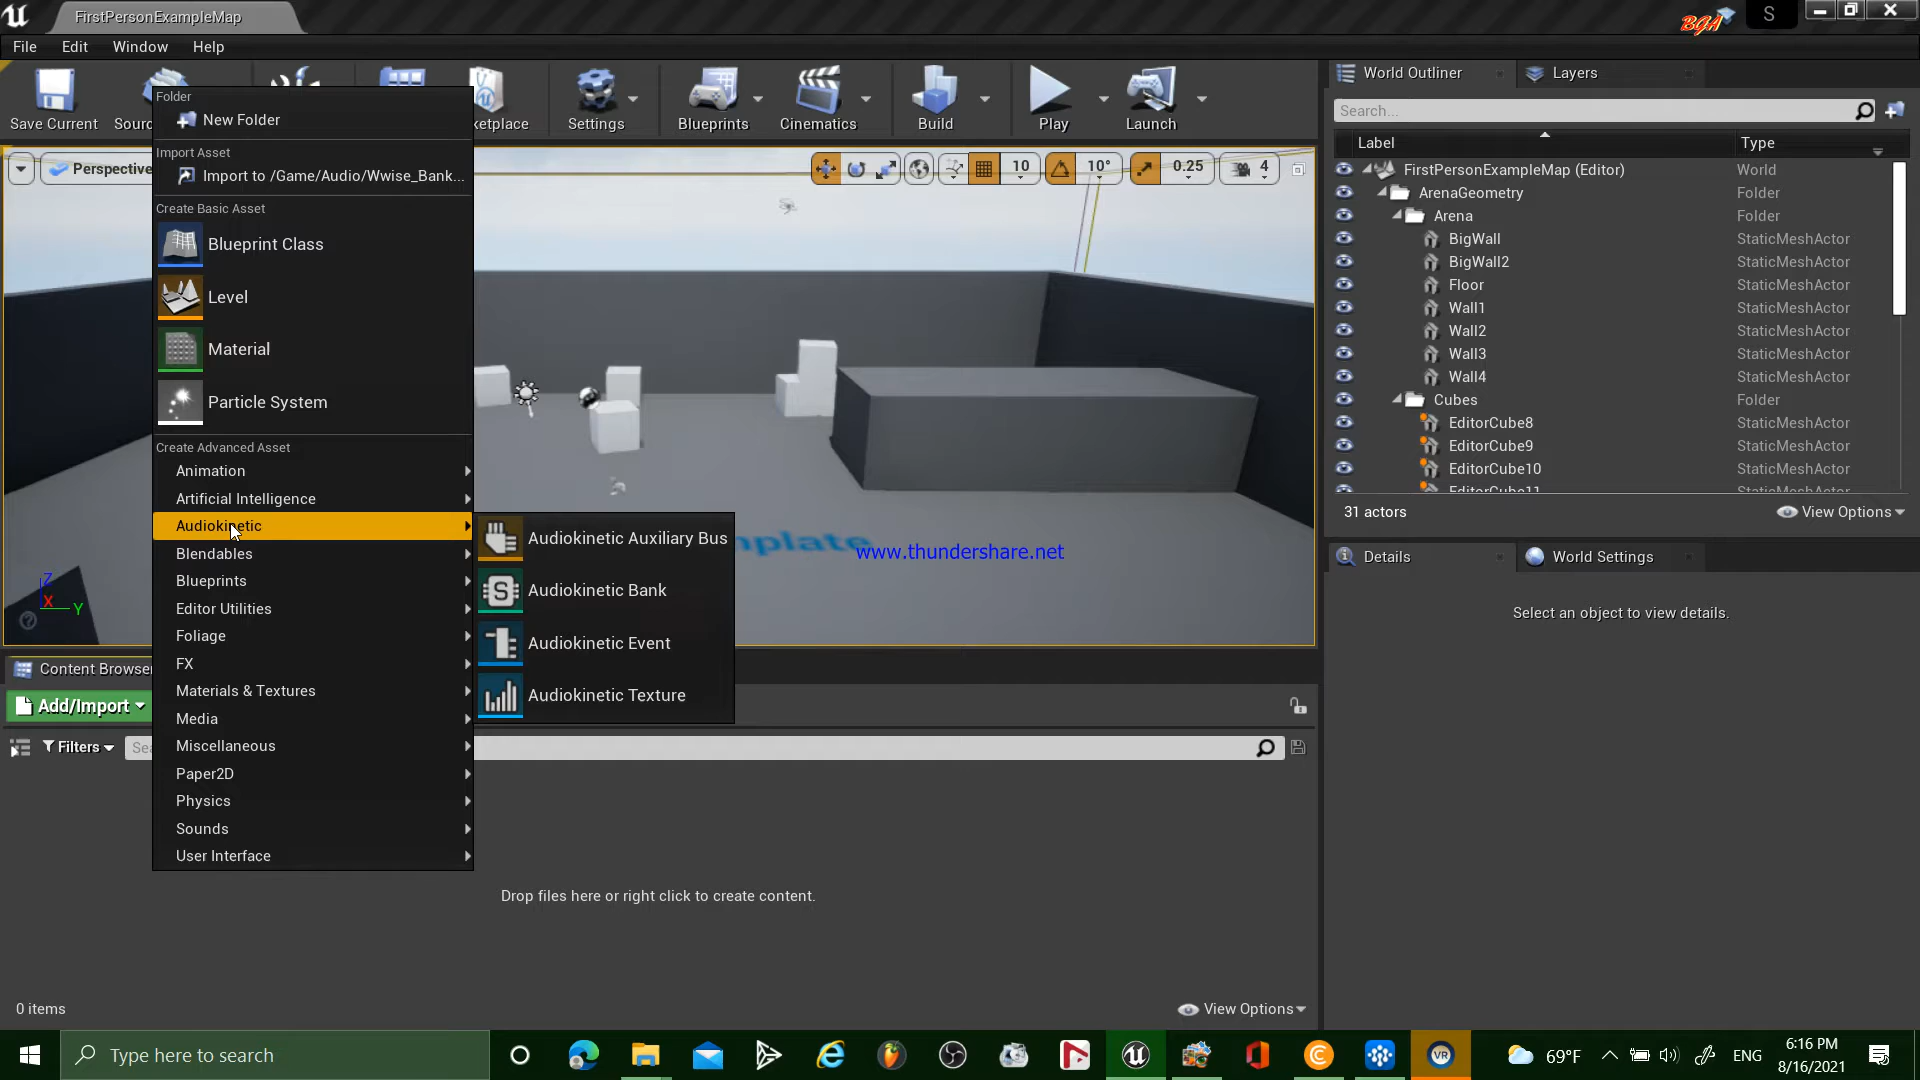 FirstPersonExampleMap
BGA
S
File Edit Window Help
Save Current
Settings
Blueprints
Cinematics
Build
Play
Launch
Folder
New Folder
Import Asset
Import to /Game/Audio/Wwise_Bank...
Create Basic Asset
Blueprint Class
Level
Material
Particle System
Create Advanced Asset
Animation
Artificial Intelligence
Audiokinetic
Blendables
Blueprints
Editor Utilities
Foliage
FX
Materials & Textures
Media
Miscellaneous
Paper2D
Physics
Sounds
User Interface
Audiokinetic Auxiliary Bus
Audiokinetic Bank
Audiokinetic Event
Audiokinetic Texture
Perspective
10
10°
0.25
4
www.thundershare.net
Z
X
Y
World Outliner
Layers
Search...
Label Type
FirstPersonExampleMap (Editor) World
ArenaGeometry Folder
Arena Folder
BigWall StaticMeshActor
BigWall2 StaticMeshActor
Floor StaticMeshActor
Wall1 StaticMeshActor
Wall2 StaticMeshActor
Wall3 StaticMeshActor
Wall4 StaticMeshActor
Cubes Folder
EditorCube8 StaticMeshActor
EditorCube9 StaticMeshActor
EditorCube10 StaticMeshActor
EditorCube11 StaticMeshActor
31 actors
View Options
Details
World Settings
Select an object to view details.
Content Browser
Add/Import
Filters
Drop files here or right click to create content.
0 items
View Options
Type here to search
VR
69°F
ENG
6:16 PM
8/16/2021